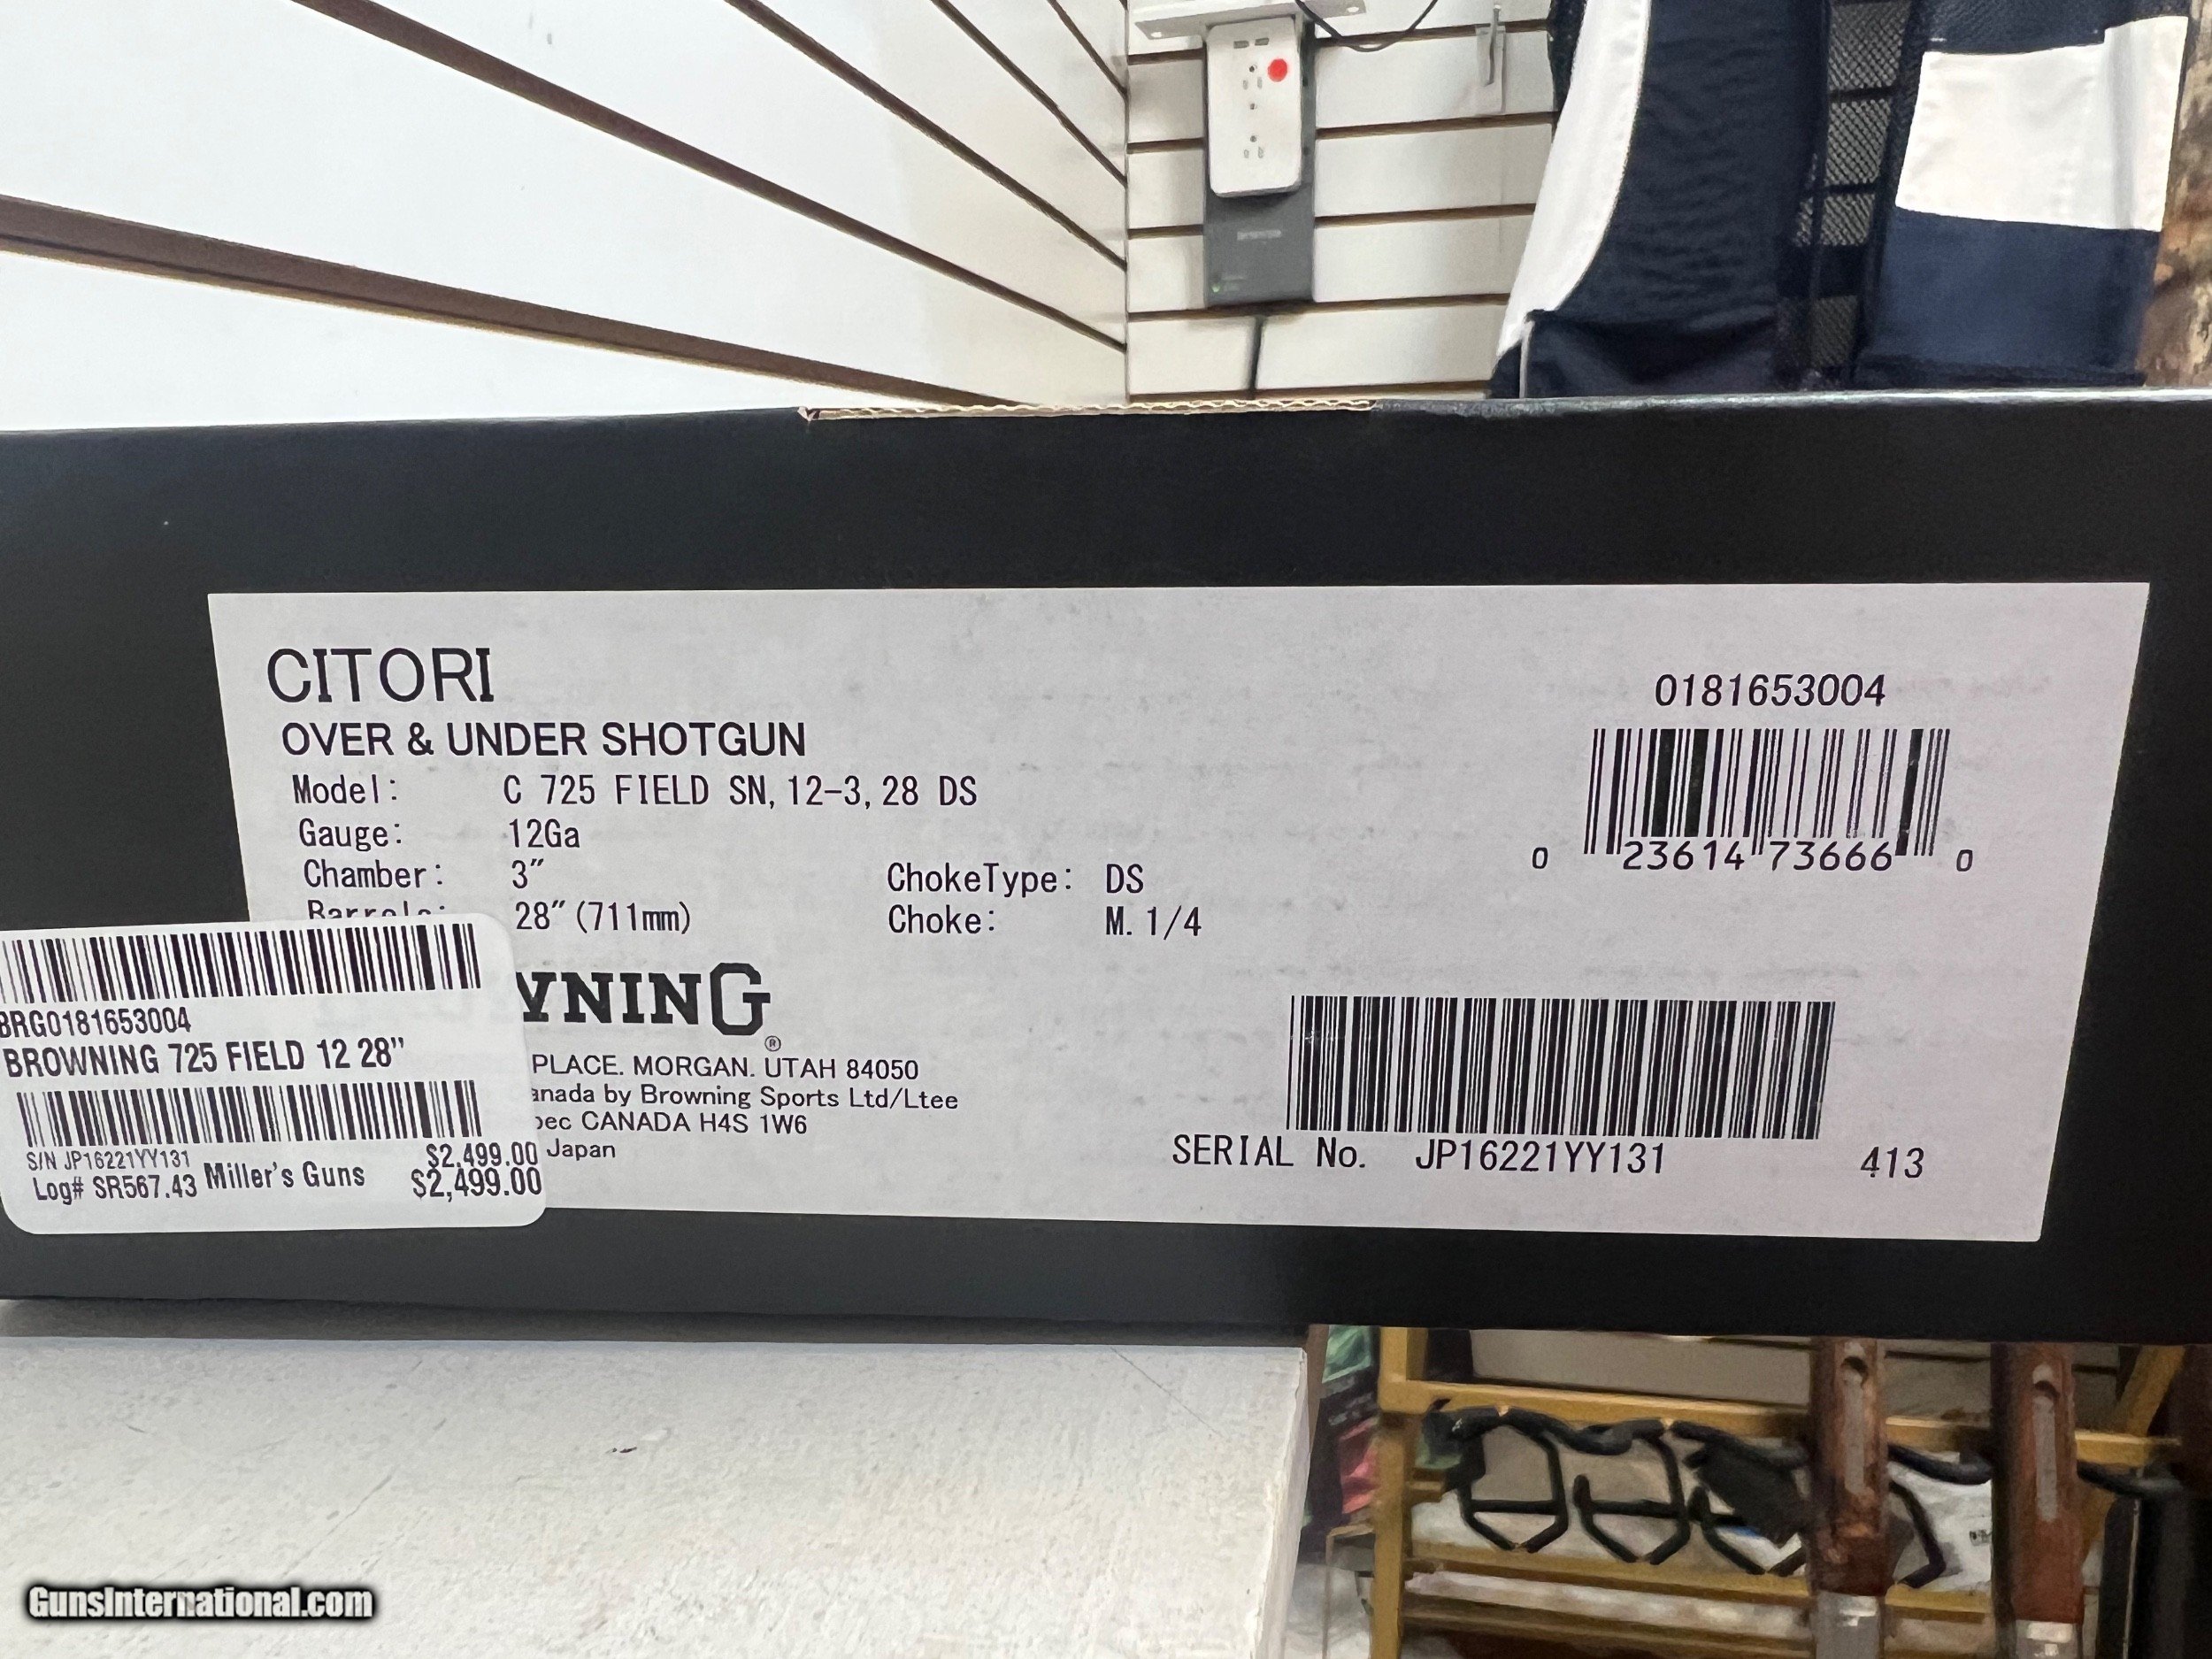 CITORI
OVER & UNDER SHOTGUN
Model: C 725 FIELD SN, 12-3, 28 DS
Gauge: 12Ga
Chamber: 3″
28″ (711mm)
ChokeType: DS
Choke: M. 1/4
WNING®
PLACE. MORGAN. UTAH 84050
anada by Browning Sports Ltd/Ltee
bec CANADA H4S 1W6
Japan
0181653004
0 23614 73666 0
SERIAL No. JP16221YY131 413
BRG0181653004
BROWNING 725 FIELD 12 28"
S/N JP16221YY131 $2,499.00
Log# SR567.43 Miller's Guns $2,499.00
GunsInternational.com